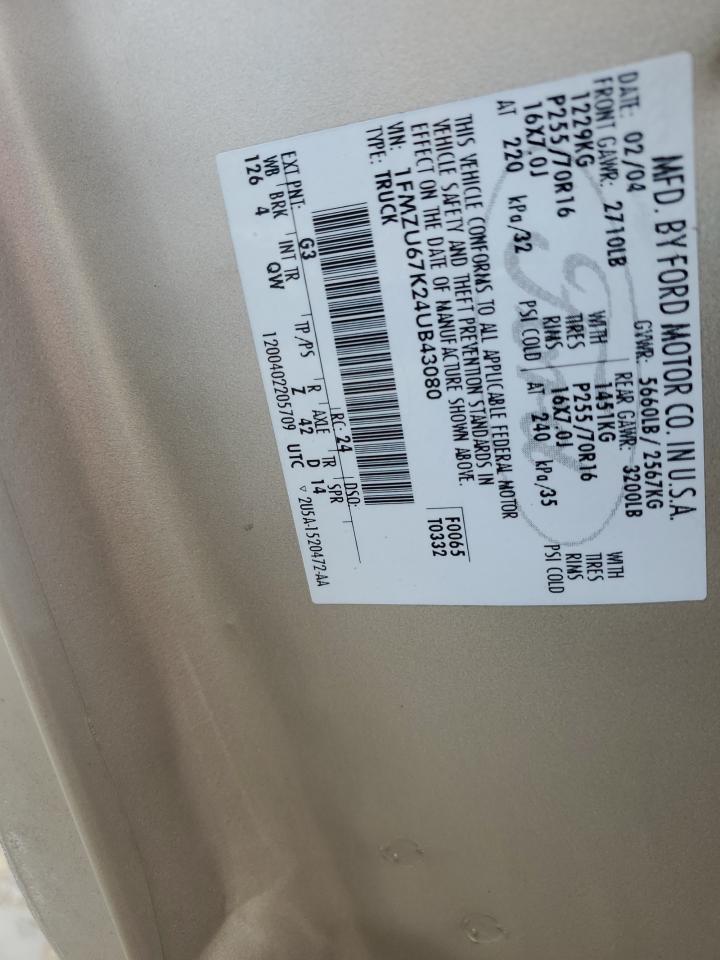 MFD. BY FORD MOTOR CO. IN U.S.A.
DATE: 02/04 GVWR: 5660LB / 2567KG
FRONT GAWR: 2710LB REAR GAWR: 3200LB
1229KG WITH 1451KG WITH
P255/70R16 TIRES P255/70R16 TIRES
16X7.0J RIMS 16X7.0J RIMS
AT 220 kPa/32 PSI COLD AT 240 kPa/35 PSI COLD
THIS VEHICLE CONFORMS TO ALL APPLICABLE FEDERAL MOTOR
VEHICLE SAFETY AND THEFT PREVENTION STANDARDS IN
EFFECT ON THE DATE OF MANUFACTURE SHOWN ABOVE.
VIN: 1FMZU67K24UB43080 F0065
TYPE: TRUCK T0332
EXT PNT: G3 RC: 24 DSO:
WB BRK INT TR TP/PS R AXLE TR SPR
126 4 QW Z 42 D 14
1200402205709 UTC ▽ 2U5A-1520472-AA
Ford